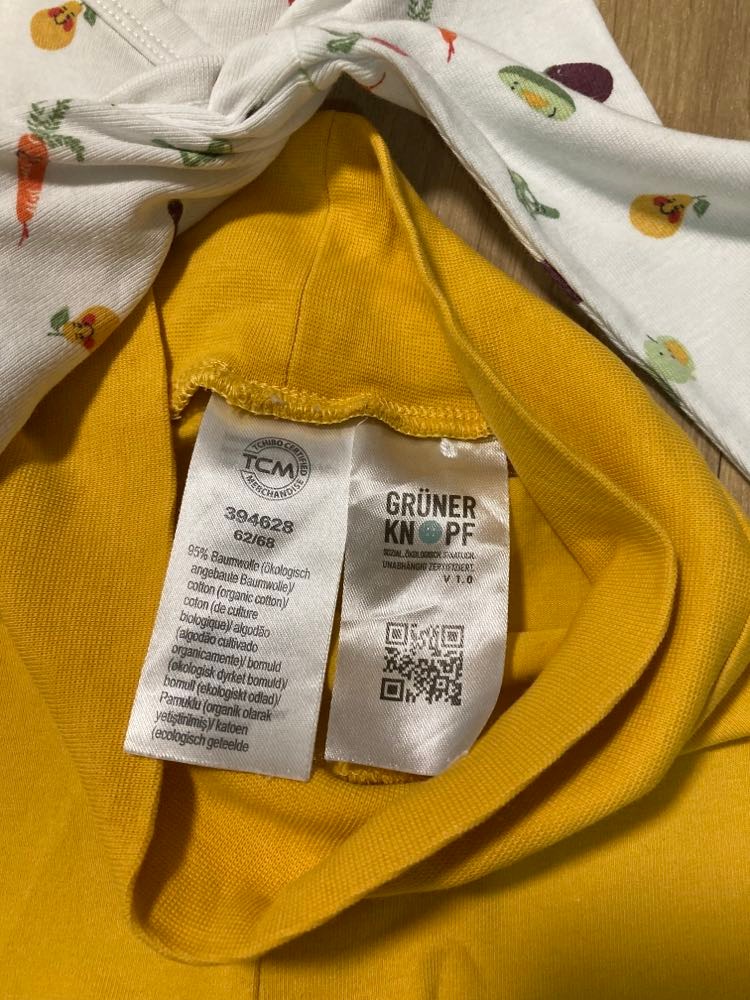 TCHIBO CERTIFIED
TCM
MERCHANDISE
394628
62/68
95% Baumwolle (ökologisch
angebaute Baumwolle)/
cotton (organic cotton)/
coton (de culture
biologique)/ algodão
(algodão cultivado
organicamente)/ bomuld
(økologisk dyrket bomuld)/
bomull (ekologiskt odlad)/
Pamuklu (organik olarak
yetiştirilmiş)/ katoen
(ecologisch geteelde
GRÜNER
KNOPF
SOZIAL. ÖKOLOGISCH. STAATLICH.
UNABHÄNGIG ZERTIFIZIERT.
V 1.0